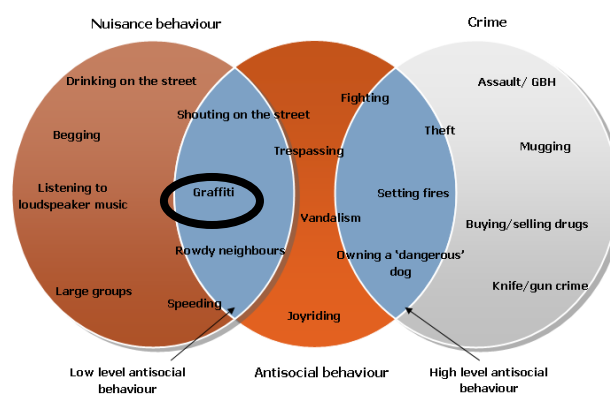 Nuisance behaviour
Crime
Drinking on the street
Assault/ GBH
Fighting
Shouting on the street
Theft
Begging
Mugging
Trespassing
Listening to
loudspeaker music
Graffiti
Setting fires
Vandalism
Buying/selling drugs
Rowdy neighbours
Owning a ‘dangerous’
dog
Large groups
Speeding
Knife/gun crime
Joyriding
Low level antisocial
behaviour
Antisocial behaviour
High level antisocial
behaviour